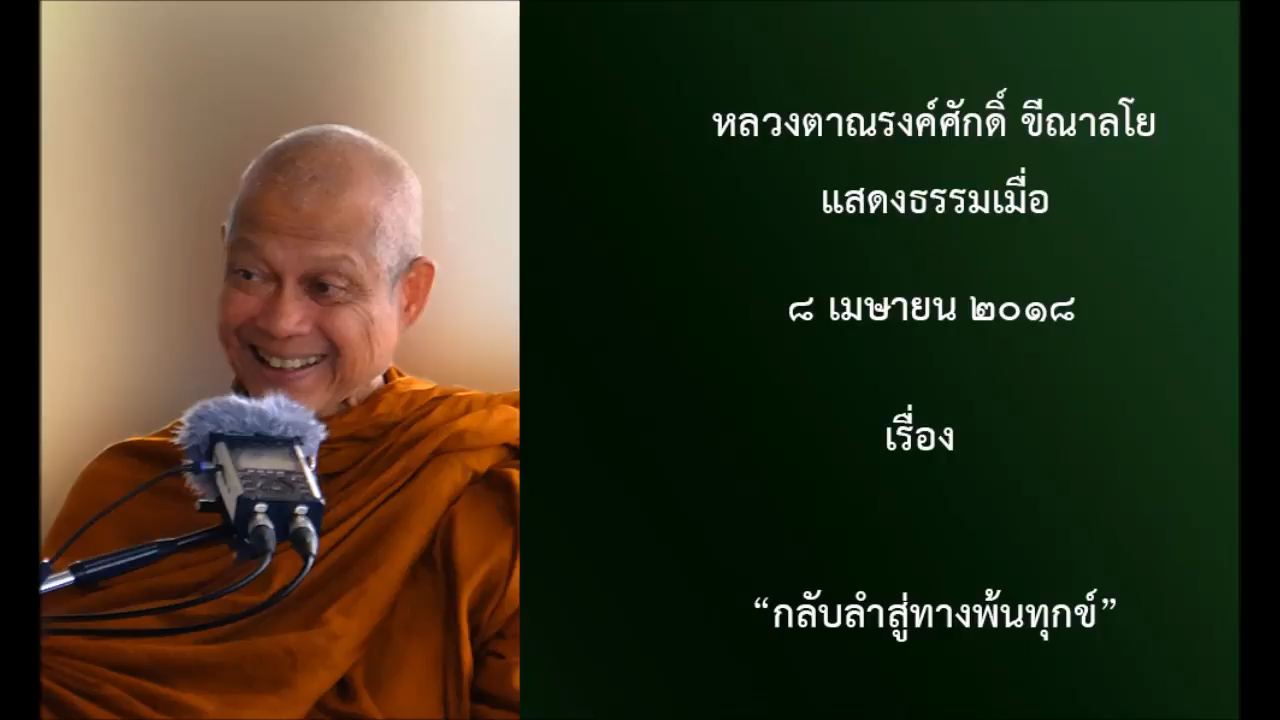 หลวงตาณรงค์ศักดิ์ ขีณาลโย
แสดงธรรมเมื่อ
๘ เมษายน ๒๐๑๘
เรื่อง
“กลับลำสู่ทางพ้นทุกข์”